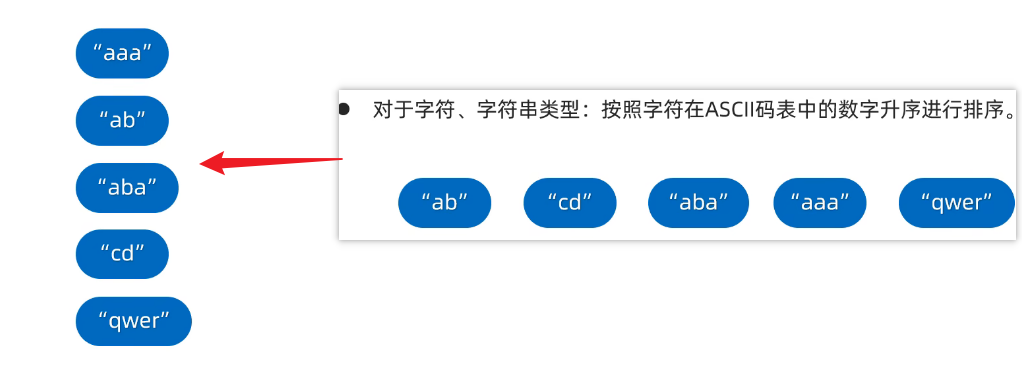 “aaa”
“ab”
“aba”
“cd”
“qwer”
● 对于字符、字符串类型：按照字符在ASCII码表中的数字升序进行排序。
“ab” “cd” “aba” “aaa” “qwer”